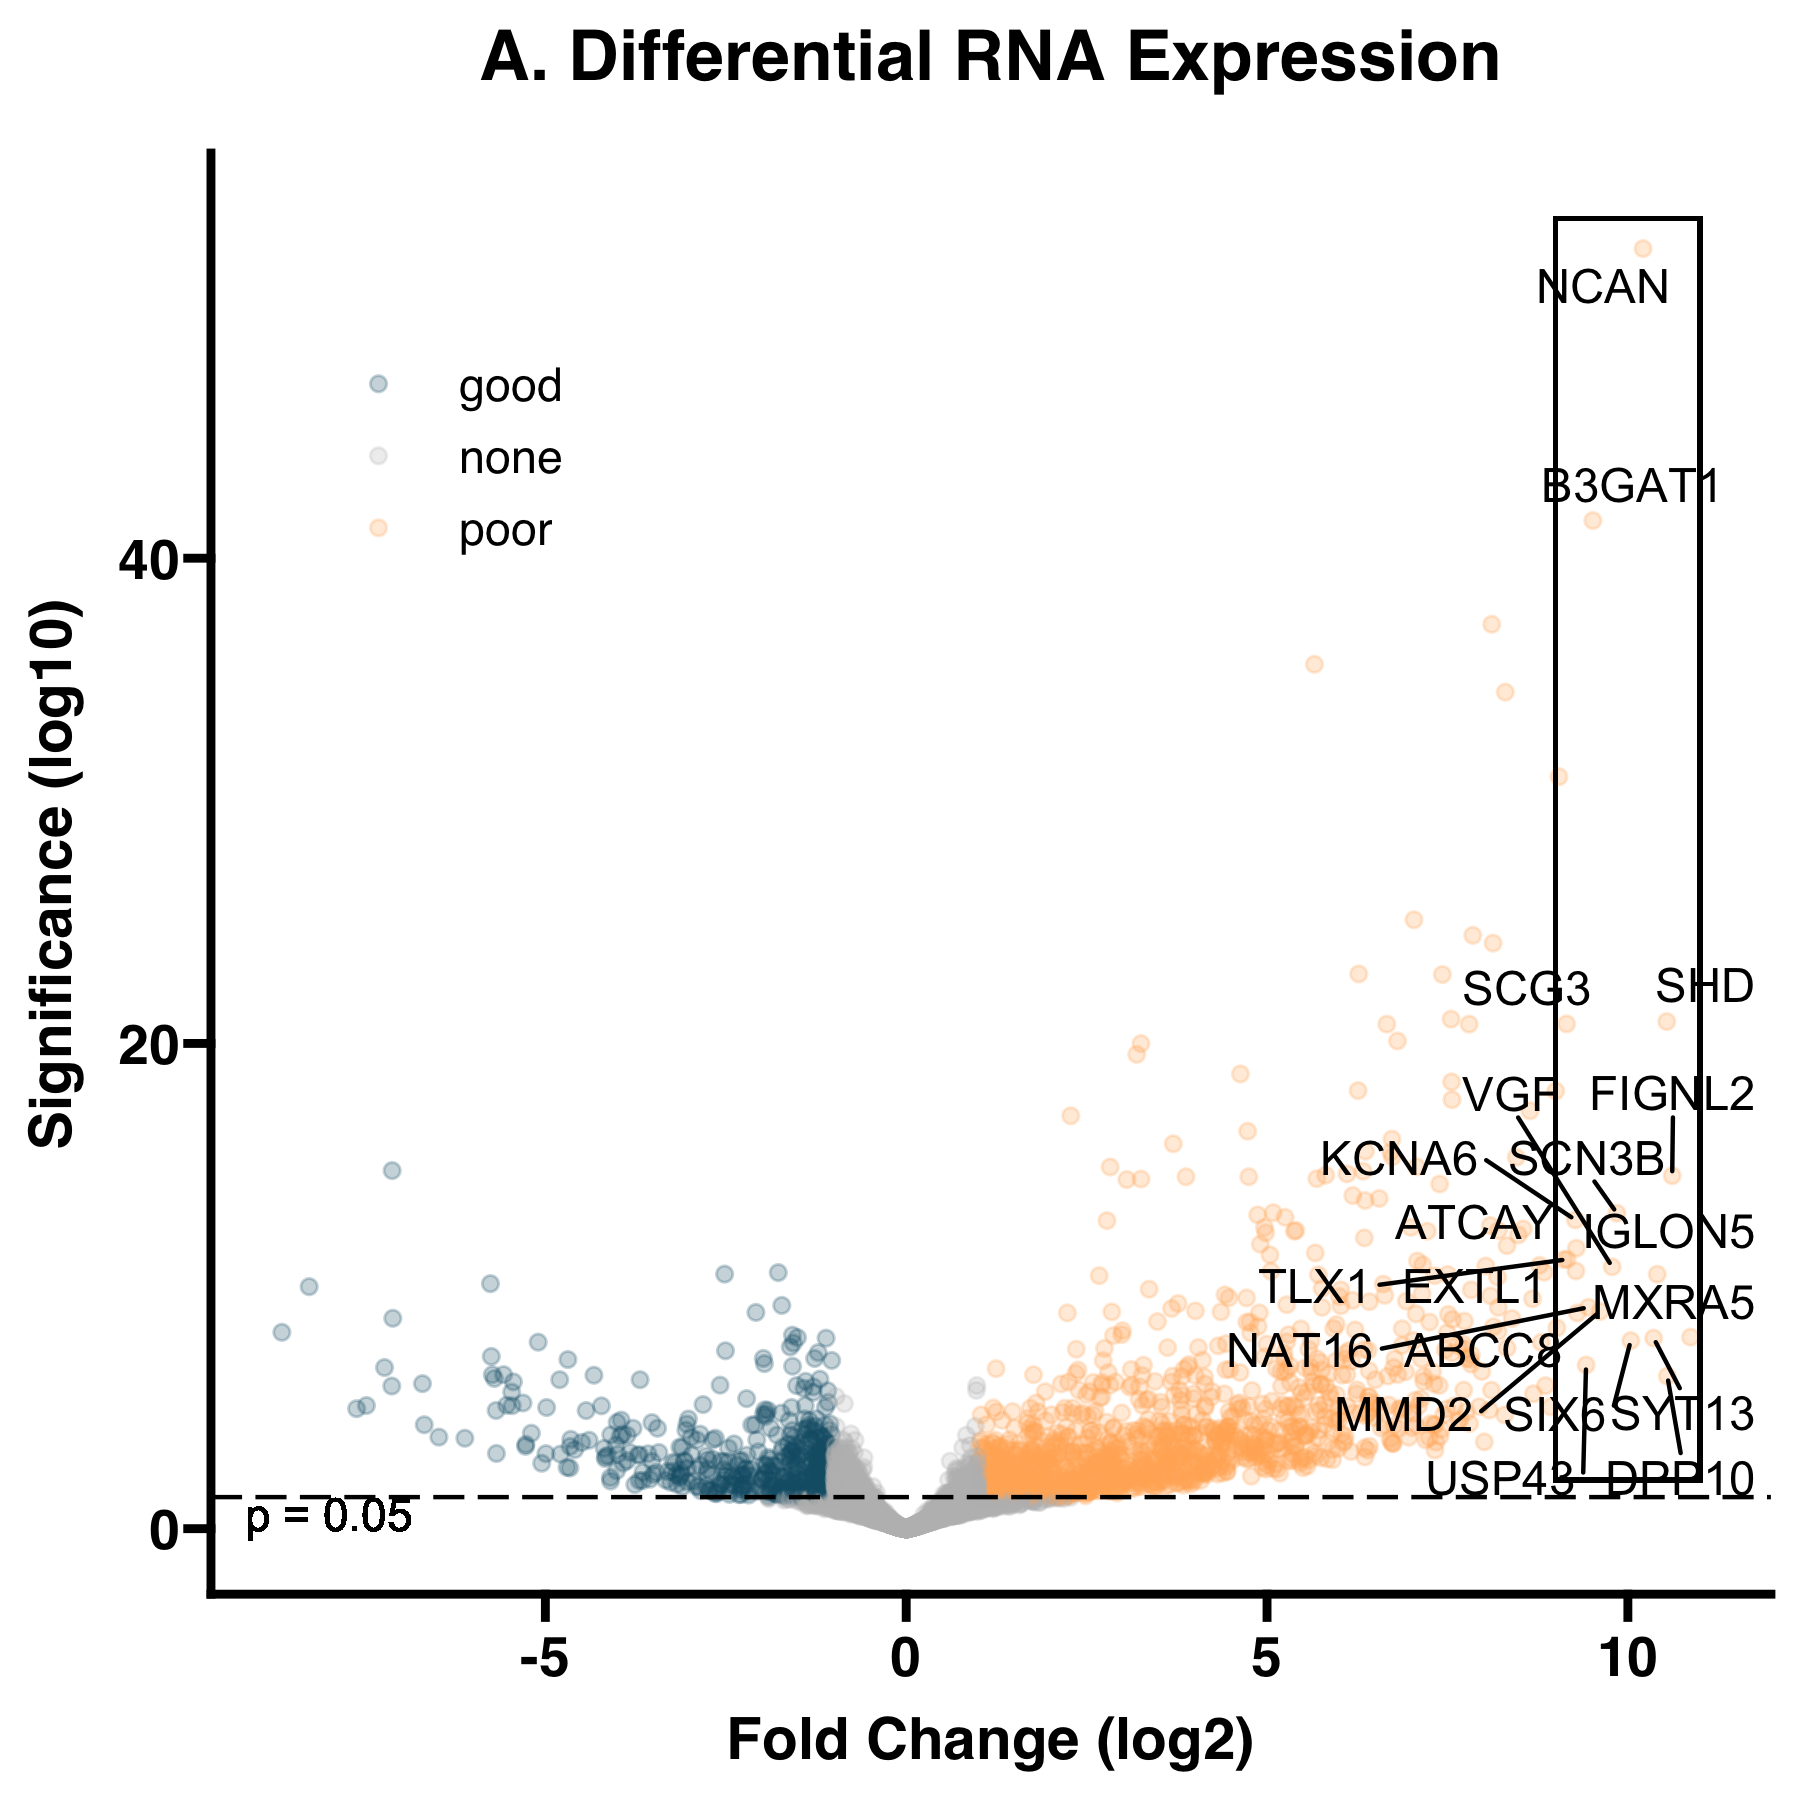 A. Differential RNA Expression
NCAN
good
none
poor
B3GAT1
40
Significance (log10)
SCG3 SHD
20
VGF FIGNL2
KCNA6 SCN3B
ATCAY IGLON5
TLX1 EXTL1 MXRA5
NAT16 ABCC8
MMD2 SIX6 SYT13
USP43 DPP10
p = 0.05
0
-5 0 5 10
Fold Change (log2)